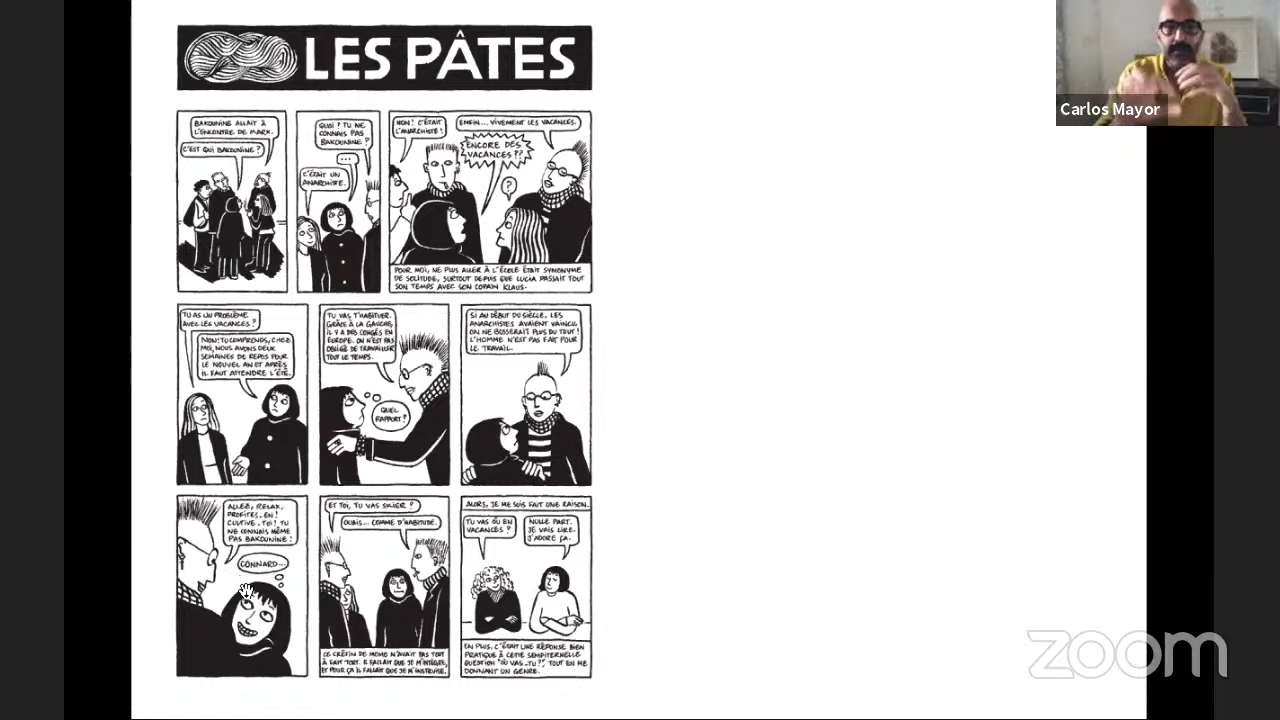 LES PÂTES
BAKOUNINE ALLAIT À
L'ENCONTRE DE MARX.
C'EST QUI BAKOUNINE ?
QUOI ? TU NE
CONNAIS PAS
BAKOUNINE ?
...
C'ÉTAIT UN
ANARCHISTE.
NON ! C'ÉTAIT
L'ANARCHISTE !
ENFIN... VIVEMENT LES VACANCES.
ENCORE DES
VACANCES ??
?
POUR MOI, NE PLUS ALLER À L'ÉCOLE ÉTAIT SYNONYME
DE SOLITUDE, SURTOUT DEPUIS QUE LUCIA PASSAIT TOUT
SON TEMPS AVEC SON COPAIN KLAUS.
TU AS UN PROBLÈME
AVEC LES VACANCES ?
NON ! TU COMPRENDS, CHEZ
MOI, NOUS AVONS DEUX
SEMAINES DE REPOS POUR
LE NOUVEL AN ET APRÈS
IL FAUT ATTENDRE L'ÉTÉ.
TU VAS T'HABITUER.
GRÂCE À LA GAUCHE,
IL Y A DES CONGÉS EN
EUROPE. ON N'EST PAS
OBLIGÉ DE TRAVAILLER
TOUT LE TEMPS.
QUEL
RAPPORT ?
SI AU DÉBUT DU SIÈCLE, LES
ANARCHISTES AVAIENT VAINCU,
ON NE BOSSERAIT PLUS DU TOUT !
L'HOMME N'EST PAS FAIT POUR
LE TRAVAIL.
ALLEZ, RELAX,
PROFITES-EN !
CULTIVE-TOI ! TU
NE CONNAIS MÊME
PAS BAKOUNINE !
CONNARD...
ET TOI, TU VAS SKIER ?
OUAIS... COMME D'HABITUDE.
CE CRÉTIN DE MOMO N'AVAIT PAS TOUT
À FAIT TORT. IL FALLAIT QUE JE M'INTÈGRE,
ET POUR ÇA IL FALLAIT QUE JE M'INSTRUISE.
ALORS, JE ME SUIS FAIT UNE RAISON.
TU VAS OÙ EN
VACANCES ?
NULLE PART.
JE VAIS LIRE.
J'ADORE ÇA.
EN PLUS, C'ÉTAIT UNE RÉPONSE BIEN
PRATIQUE À CETTE SEMPITERNELLE
QUESTION "OÙ VAS-TU ?", TOUT EN ME
DONNANT UN GENRE.
Carlos Mayor
zoom